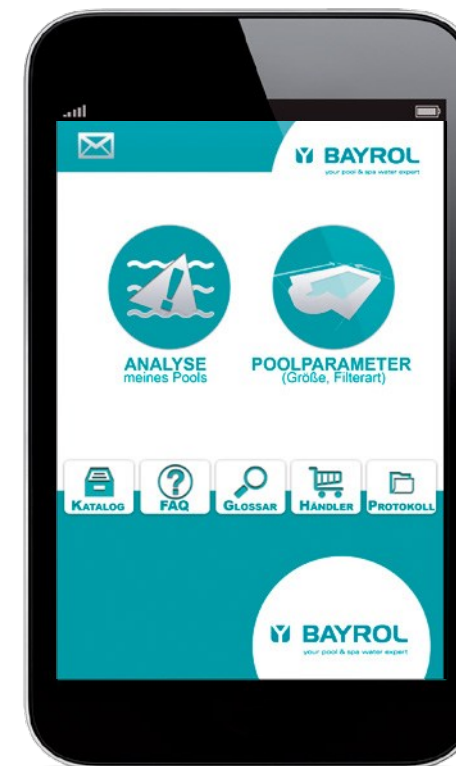 BAYROL
your pool & spa water expert
ANALYSE
meines Pools
POOLPARAMETER
(Größe, Filterart)
KATALOG
FAQ
GLOSSAR
HÄNDLER
PROTOKOLL
BAYROL
your pool & spa water expert